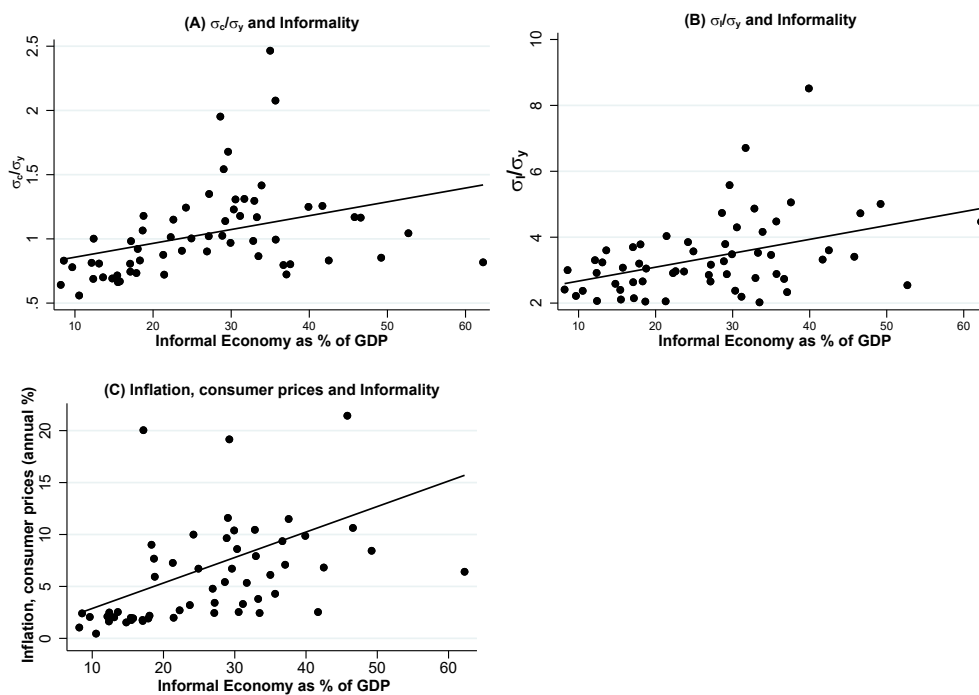 (A) σc/σy and Informality
σc/σy
2.5
2
1.5
1
.5
10 20 30 40 50 60
Informal Economy as % of GDP
(B) σI/σy and Informality
σI/σy
10
8
6
4
2
10 20 30 40 50 60
Informal Economy as % of GDP
(C) Inflation, consumer prices and Informality
Inflation, consumer prices (annual %)
20
15
10
5
0
10 20 30 40 50 60
Informal Economy as % of GDP